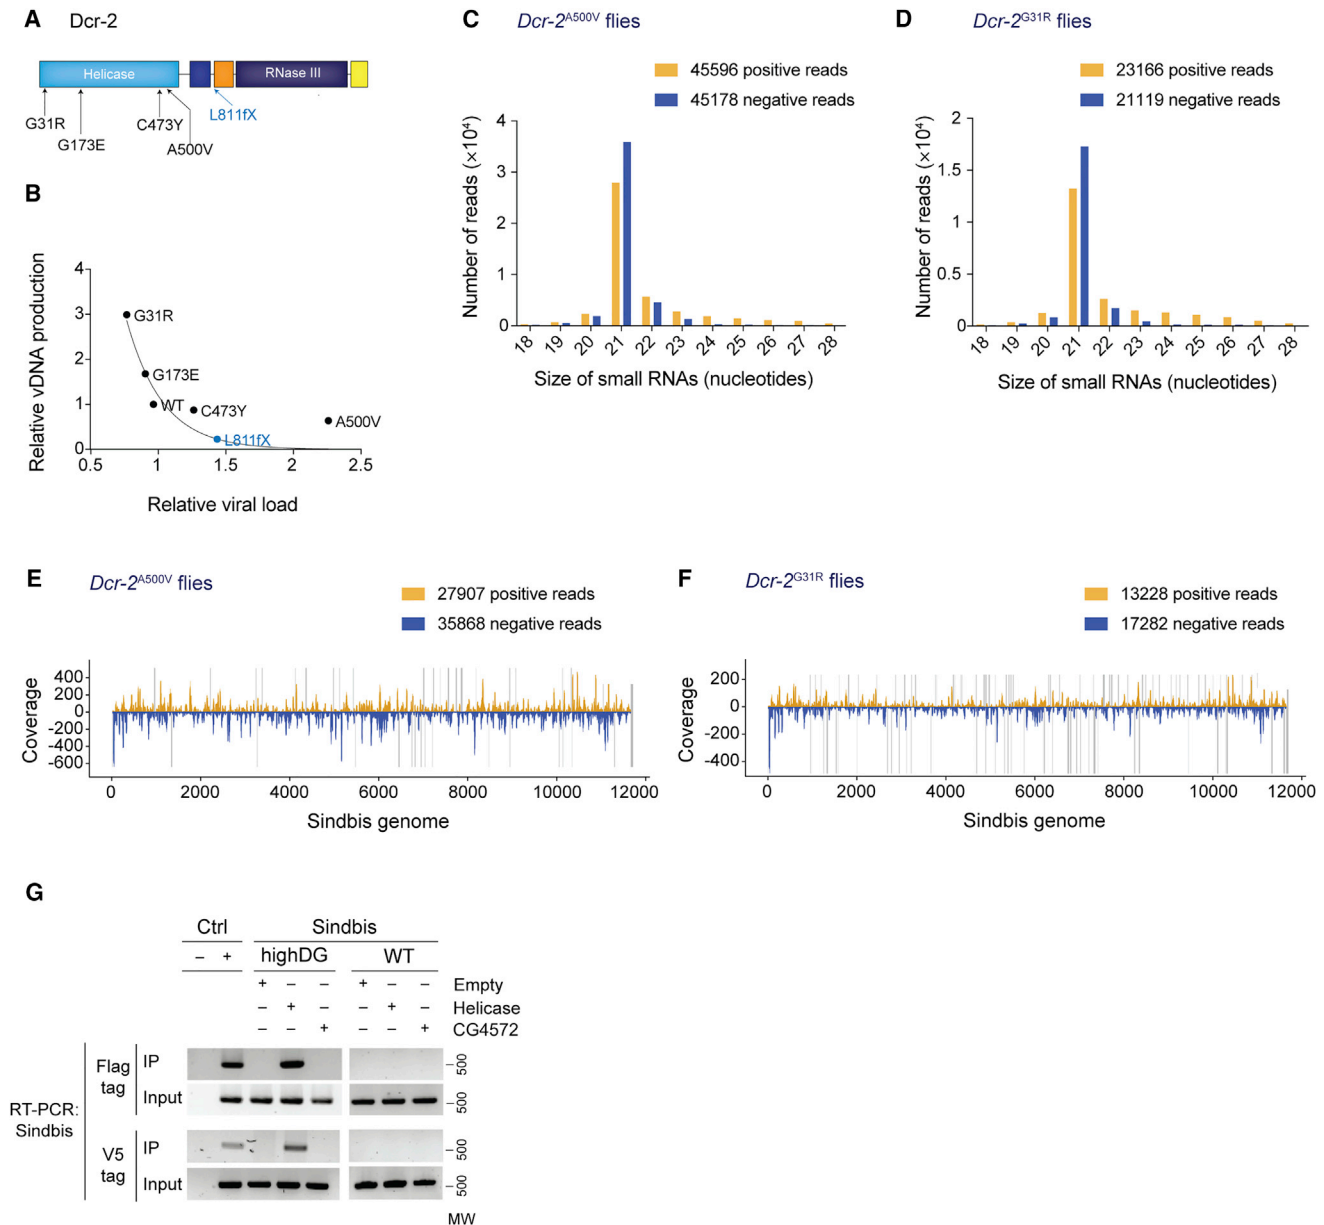 A Dcr-2
Helicase RNase III
G31R G173E C473Y A500V L811fX
B
Relative vDNA production
4
3
2
1
0
G31R
G173E
WT
C473Y
A500V
L811fX
0.5 1 1.5 2 2.5
Relative viral load
C Dcr-2A500V flies
45596 positive reads
45178 negative reads
Number of reads (×10⁴)
4
3
2
1
0
18 19 20 21 22 23 24 25 26 27 28
Size of small RNAs (nucleotides)
D Dcr-2G31R flies
23166 positive reads
21119 negative reads
Number of reads (×10⁴)
2
1.5
1
0.5
0
18 19 20 21 22 23 24 25 26 27 28
Size of small RNAs (nucleotides)
E Dcr-2A500V flies
27907 positive reads
35868 negative reads
Coverage
400
200
0
-200
-400
-600
0 2000 4000 6000 8000 10000 12000
Sindbis genome
F Dcr-2G31R flies
13228 positive reads
17282 negative reads
Coverage
200
0
-200
-400
0 2000 4000 6000 8000 10000 12000
Sindbis genome
G
Ctrl Sindbis
− + highDG WT
+ − − + − − Empty
− + − − + − Helicase
− − + − − + CG4572
RT-PCR:
Sindbis
Flag
tag
IP –500 –500
Input –500 –500
V5
tag
IP –500 –500
Input –500 –500
MW